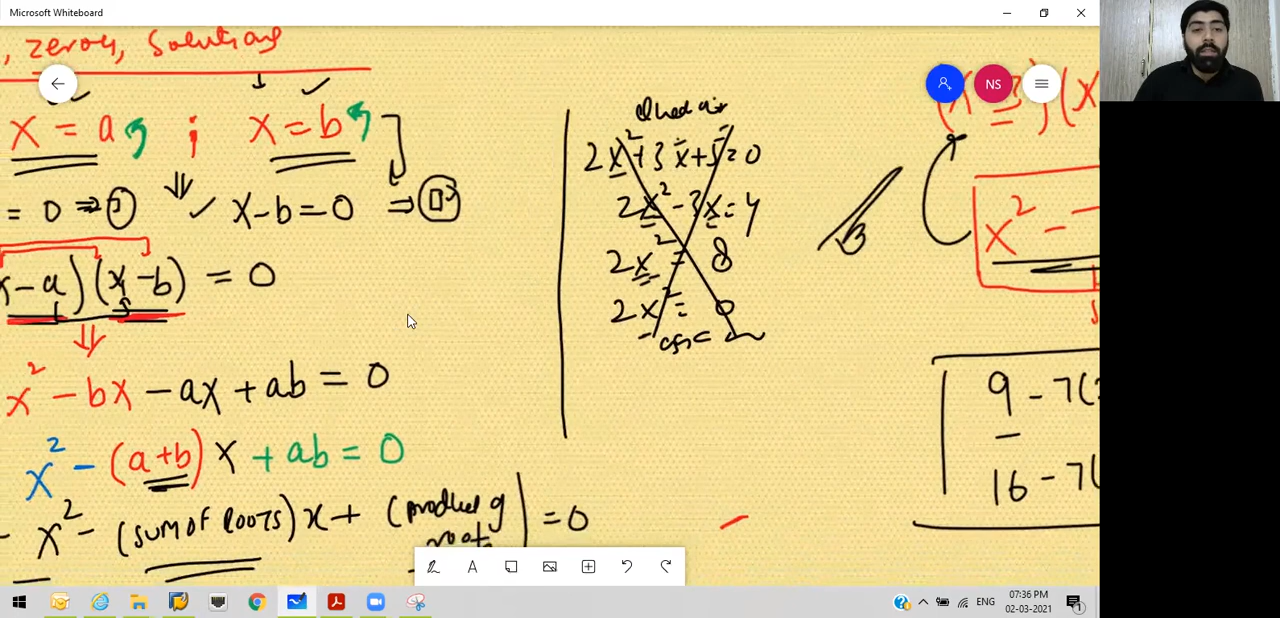 Microsoft Whiteboard
, zeroes, solutions
x = a ; x = b
= 0 ⇒ ① x-b=0 ⇒ ②
x-a)(x-b) = 0
x² - bx - ax + ab = 0
x² - (a+b)x + ab = 0
x² - (sum of roots)x + (product of roots) = 0
2x²+3x+5=0
2x²-3x=4
2x²=8
2x²=0
NS
(x
x² -
9 - 7(
16 - 7(
ENG
07:36 PM
02-03-2021